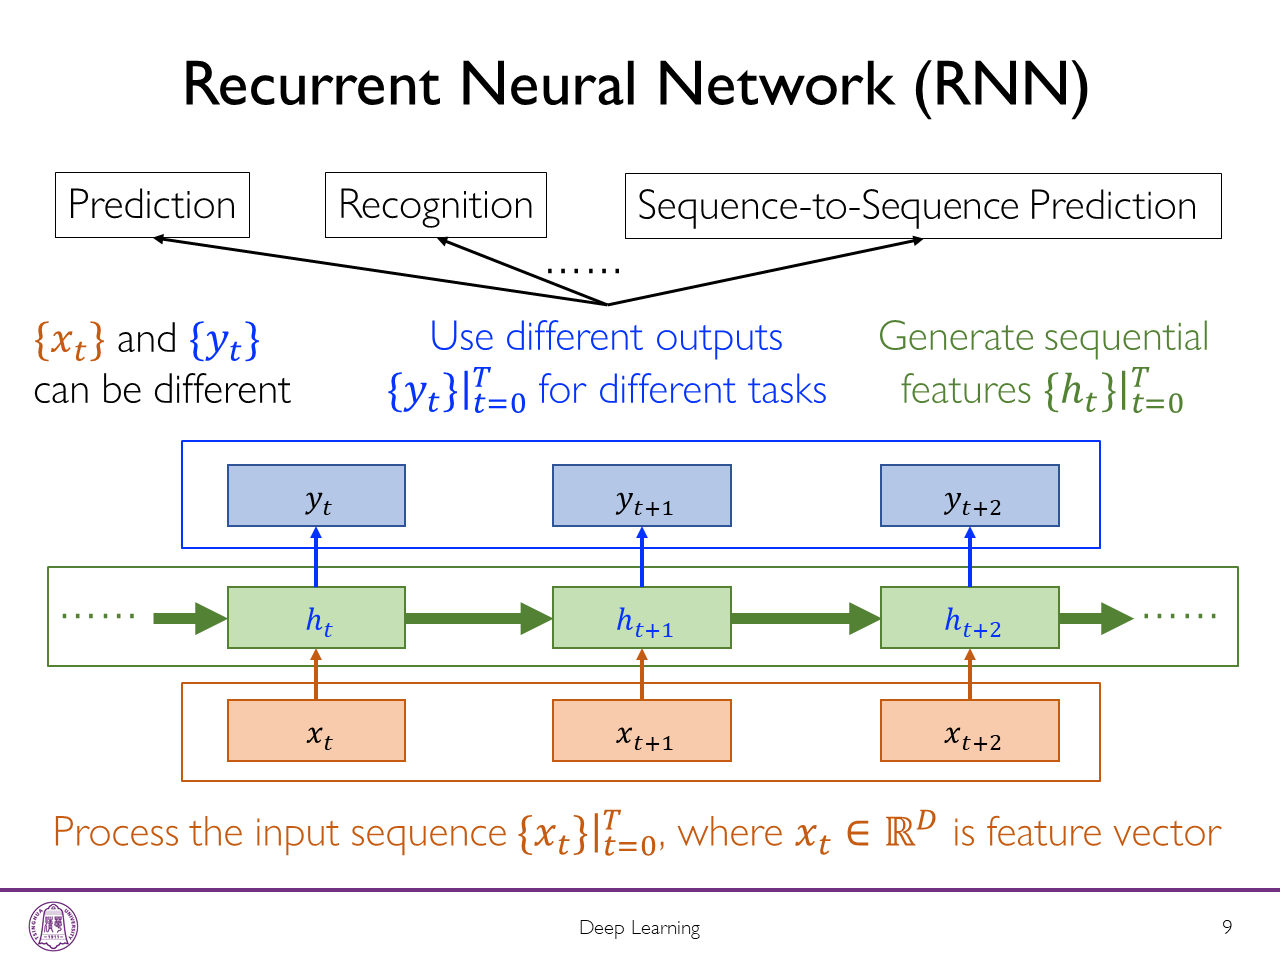 Recurrent Neural Network (RNN)
Prediction
Recognition
Sequence-to-Sequence Prediction
……
{x_t} and {y_t}
can be different
Use different outputs
{y_t}|_{t=0}^T for different tasks
Generate sequential
features {h_t}|_{t=0}^T
y_t
y_{t+1}
y_{t+2}
……
h_t
h_{t+1}
h_{t+2}
……
x_t
x_{t+1}
x_{t+2}
Process the input sequence {x_t}|_{t=0}^T, where x_t ∈ ℝ^D is feature vector
TSINGHUA UNIVERSITY
1911
Deep Learning
9